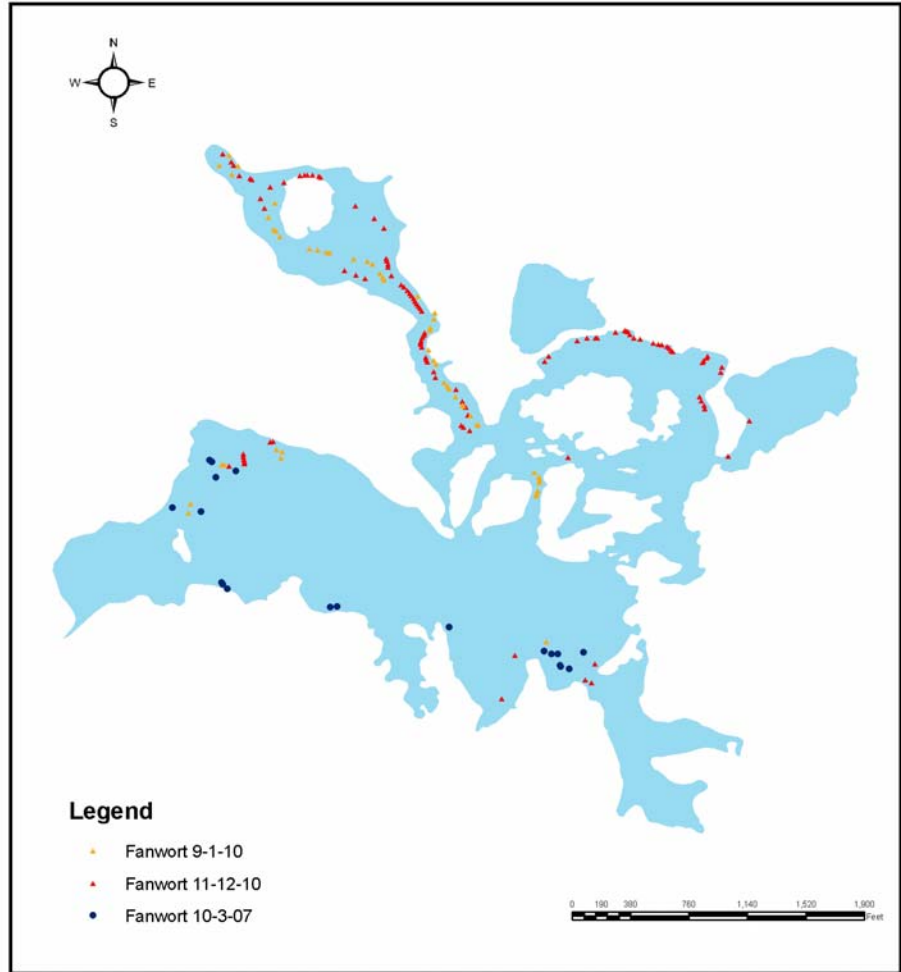 N
W E
S
Legend
Fanwort 9-1-10
Fanwort 11-12-10
Fanwort 10-3-07
0 190 380 760 1,140 1,520 1,900
Feet